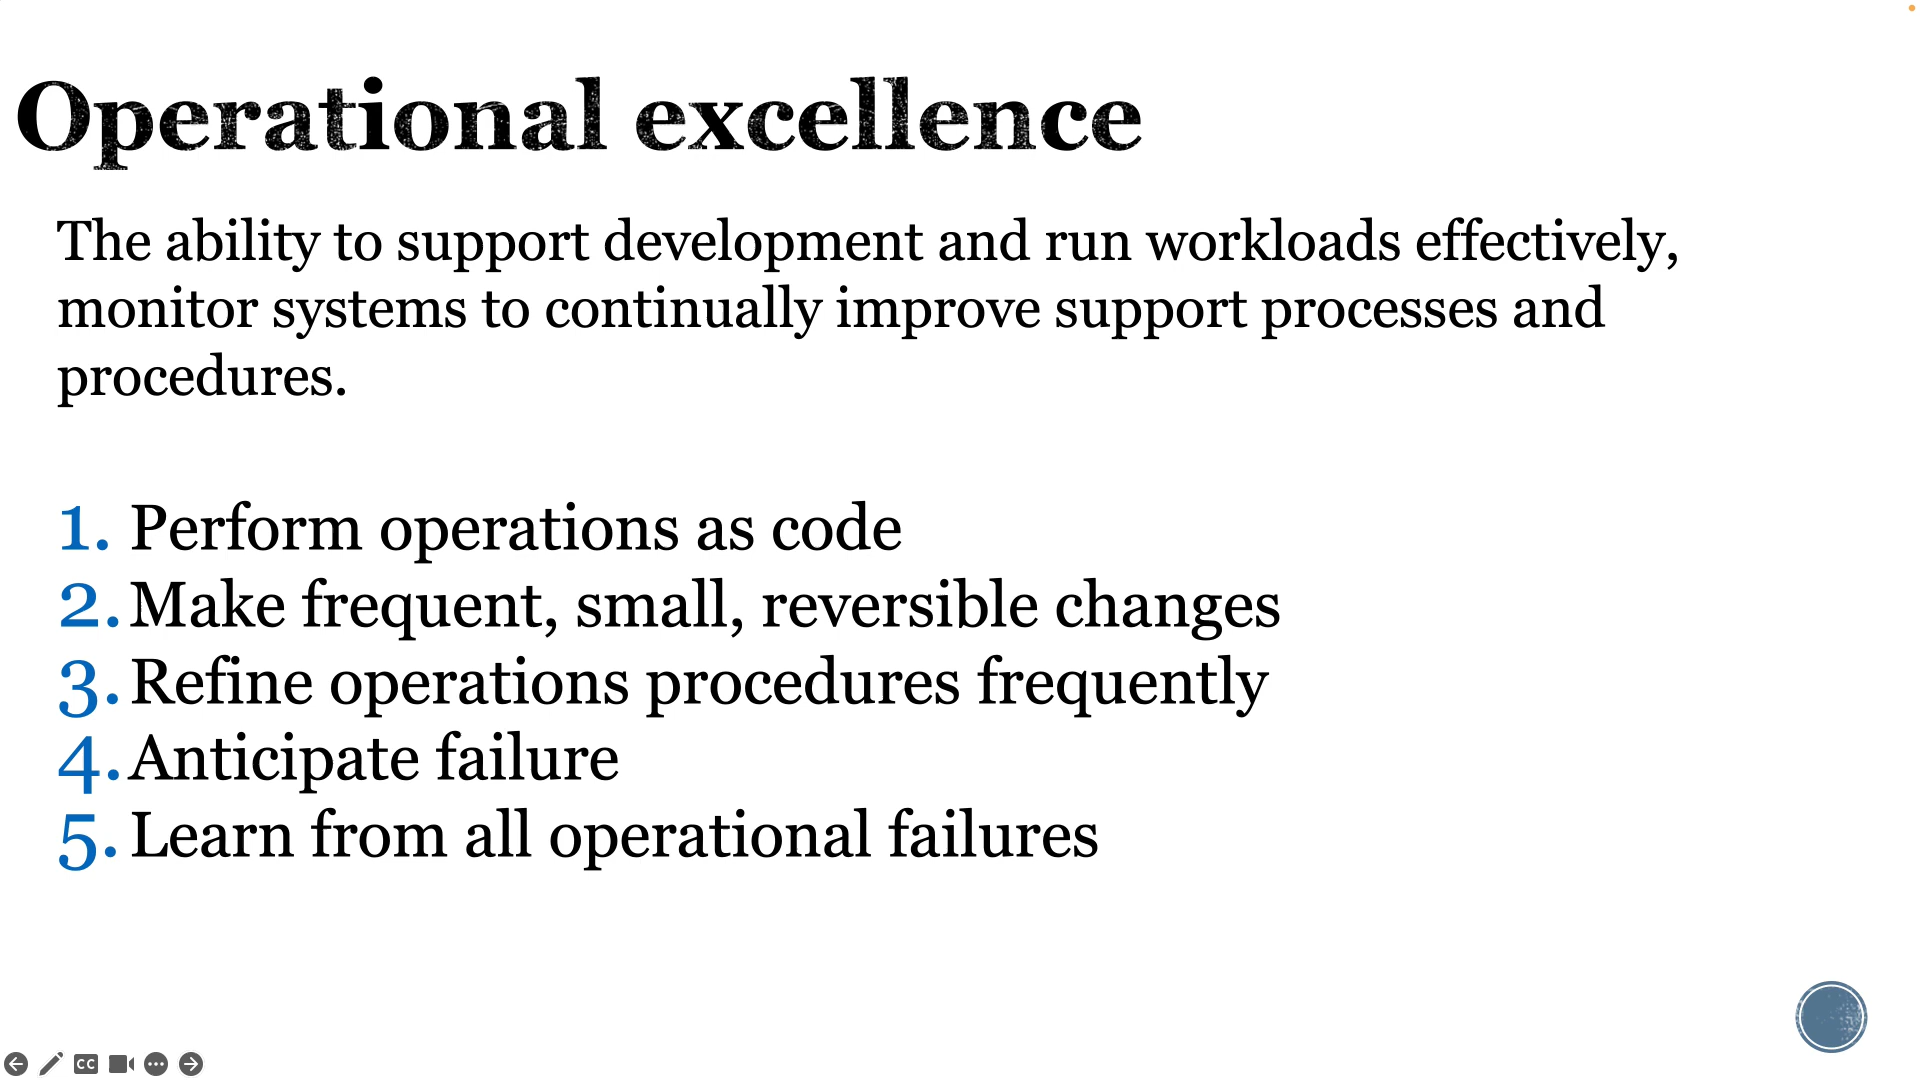 Operational excellence
The ability to support development and run workloads effectively,
monitor systems to continually improve support processes and
procedures.
1. Perform operations as code
2. Make frequent, small, reversible changes
3. Refine operations procedures frequently
4. Anticipate failure
5. Learn from all operational failures
CC